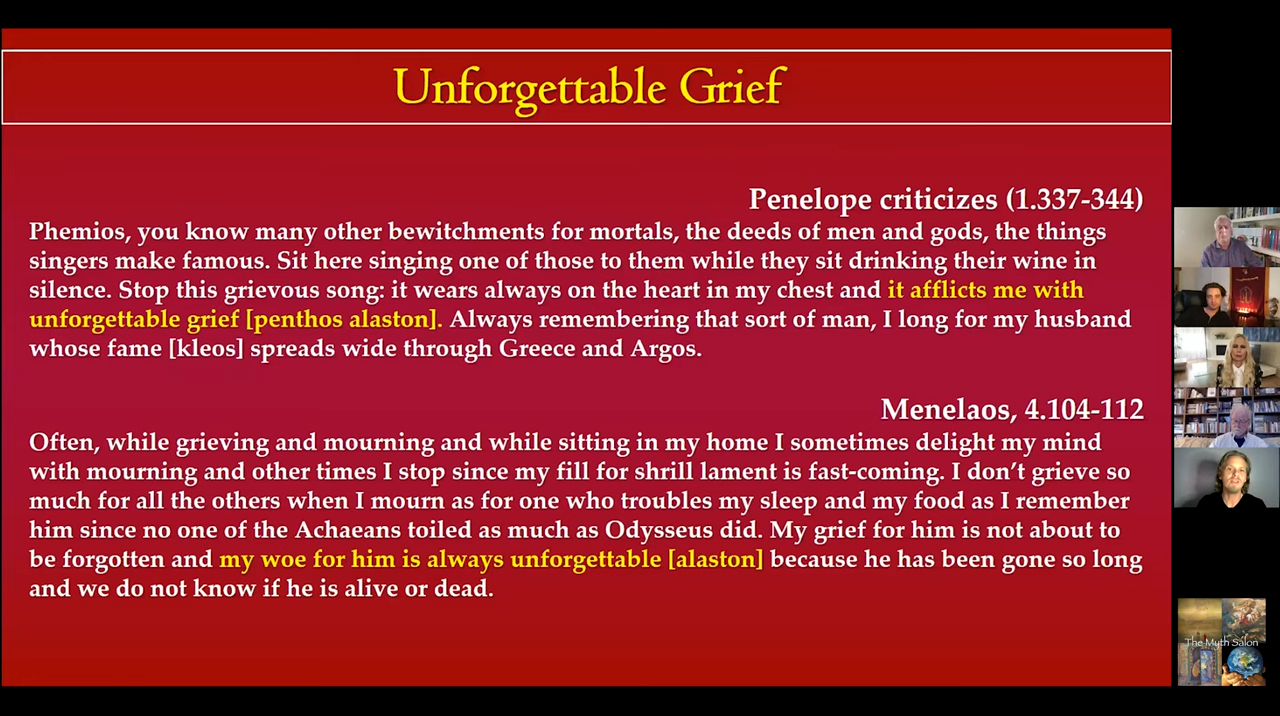 Unforgettable Grief
Penelope criticizes (1.337-344)
Phemios, you know many other bewitchments for mortals, the deeds of men and gods, the things
singers make famous. Sit here singing one of those to them while they sit drinking their wine in
silence. Stop this grievous song: it wears always on the heart in my chest and it afflicts me with
unforgettable grief [penthos alaston]. Always remembering that sort of man, I long for my husband
whose fame [kleos] spreads wide through Greece and Argos.
Menelaos, 4.104-112
Often, while grieving and mourning and while sitting in my home I sometimes delight my mind
with mourning and other times I stop since my fill for shrill lament is fast-coming. I don’t grieve so
much for all the others when I mourn as for one who troubles my sleep and my food as I remember
him since no one of the Achaeans toiled as much as Odysseus did. My grief for him is not about to
be forgotten and my woe for him is always unforgettable [alaston] because he has been gone so long
and we do not know if he is alive or dead.
The Myth Salon